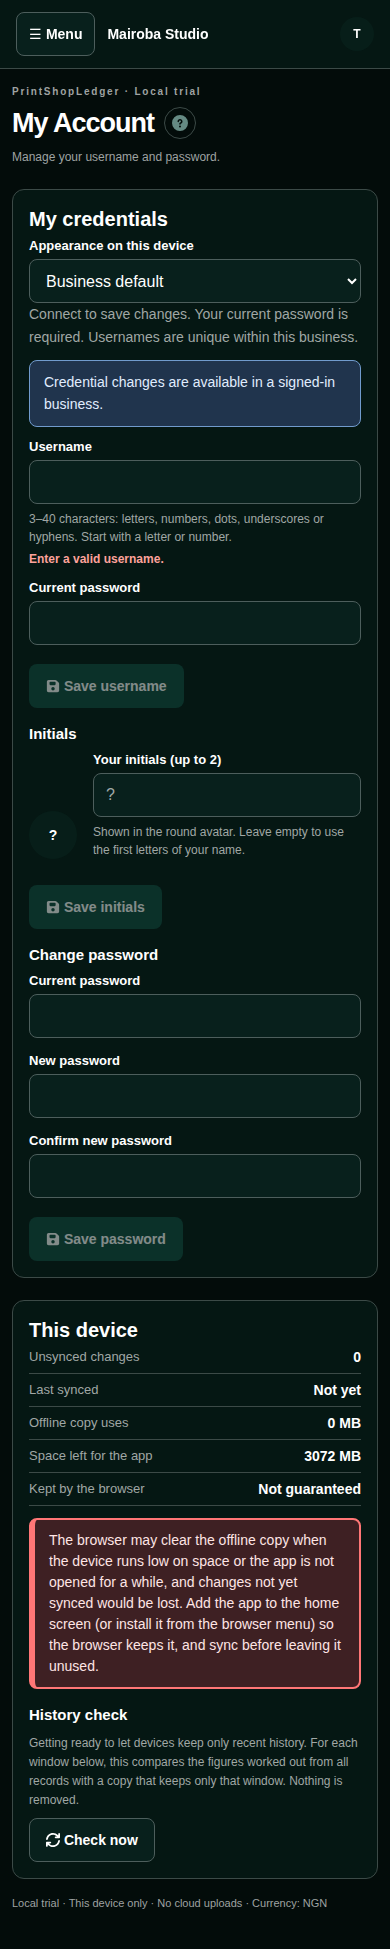 ☰ Menu
Mairoba Studio
T
PrintShopLedger · Local trial
My Account
?
Manage your username and password.
My credentials
Appearance on this device
Business default
Connect to save changes. Your current password is
required. Usernames are unique within this business.
Credential changes are available in a signed-in
business.
Username
3–40 characters: letters, numbers, dots, underscores or
hyphens. Start with a letter or number.
Enter a valid username.
Current password
Save username
Initials
Your initials (up to 2)
?
?
Shown in the round avatar. Leave empty to use
the first letters of your name.
Save initials
Change password
Current password
New password
Confirm new password
Save password
This device
Unsynced changes 0
Last synced Not yet
Offline copy uses 0 MB
Space left for the app 3072 MB
Kept by the browser Not guaranteed
The browser may clear the offline copy when
the device runs low on space or the app is not
opened for a while, and changes not yet
synced would be lost. Add the app to the home
screen (or install it from the browser menu) so
the browser keeps it, and sync before leaving it
unused.
History check
Getting ready to let devices keep only recent history. For each
window below, this compares the figures worked out from all
records with a copy that keeps only that window. Nothing is
removed.
Check now
Local trial · This device only · No cloud uploads · Currency: NGN